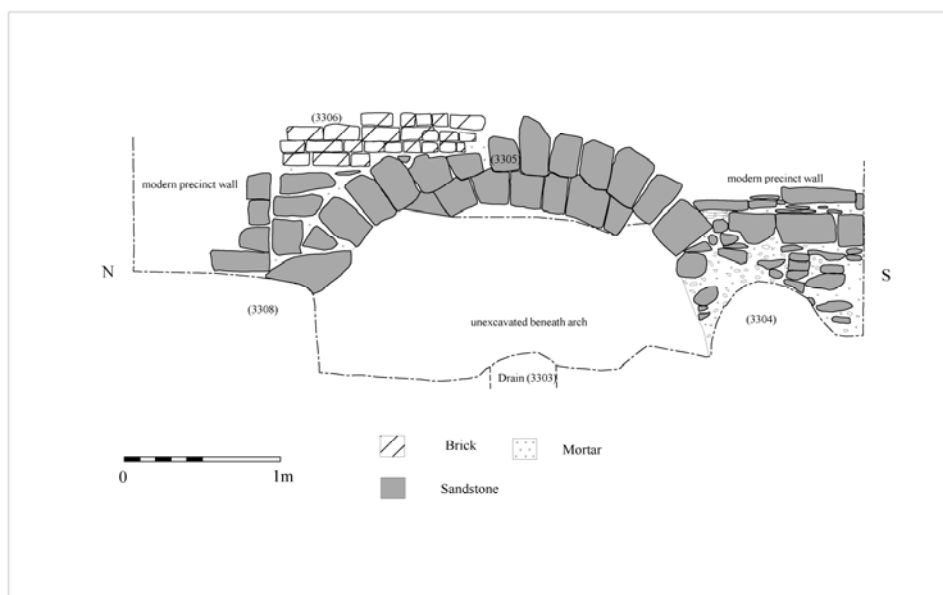 (3306)
(3305)
modern precinct wall
modern precinct wall
N
S
(3308)
(3304)
unexcavated beneath arch
Drain (3303)
Brick
Mortar
0
1m
Sandstone